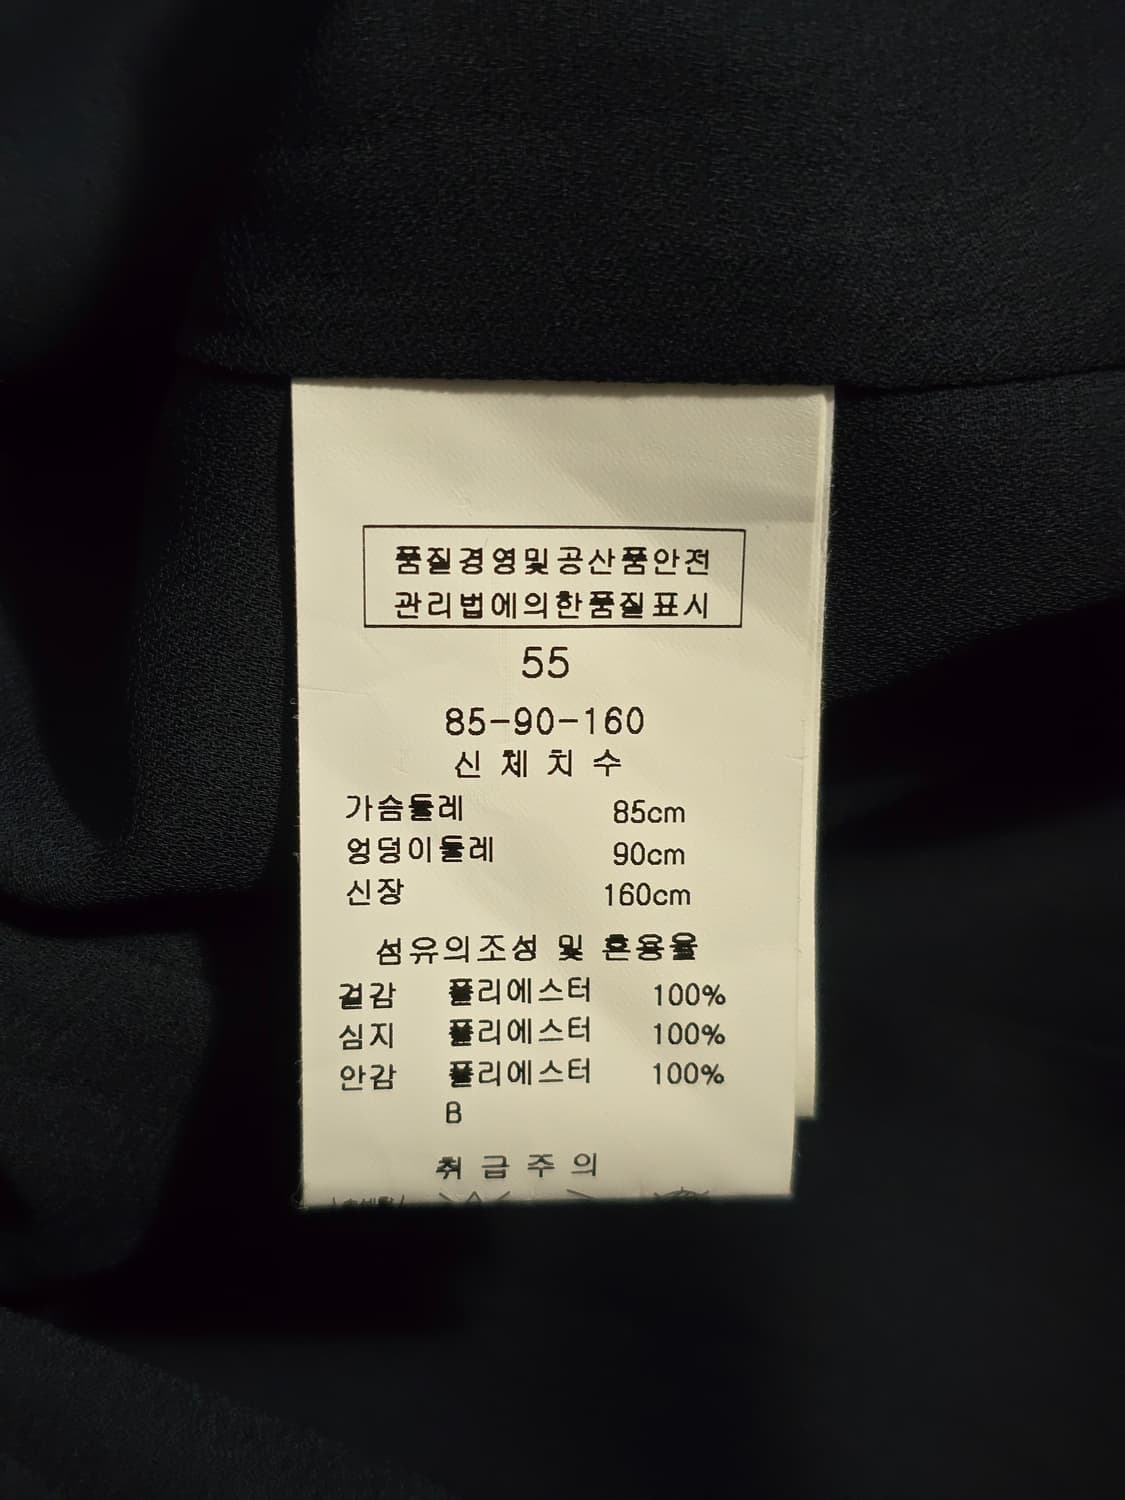 품질경영및공산품안전
관리법에의한품질표시
55
85-90-160
신체치수
가슴둘레 85cm
엉덩이둘레 90cm
신장 160cm
섬유의조성 및 혼용율
겉감 폴리에스터 100%
심지 폴리에스터 100%
안감 폴리에스터 100%
B
취급주의